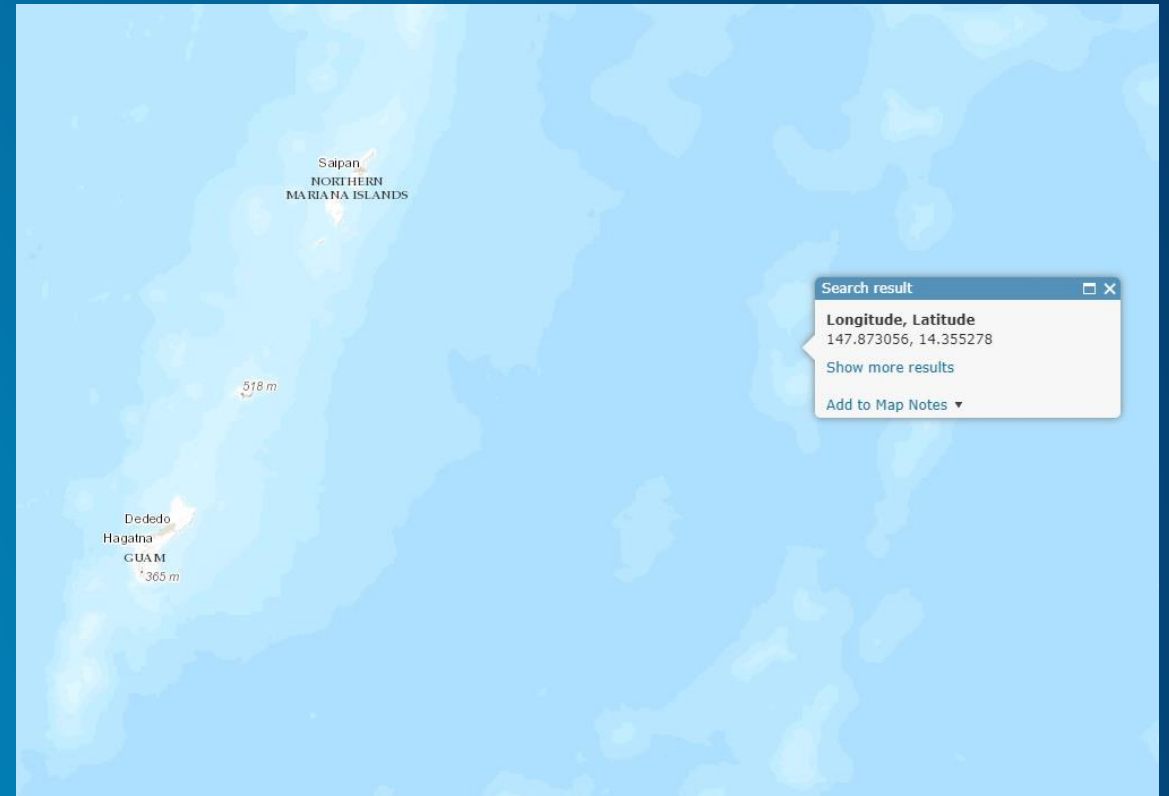 Saipan
NORTHERN
MARIANA ISLANDS
Search result
Longitude, Latitude
147.873056, 14.355278
Show more results
Add to Map Notes
518 m
Dededo
Hagatna
GUAM
365 m